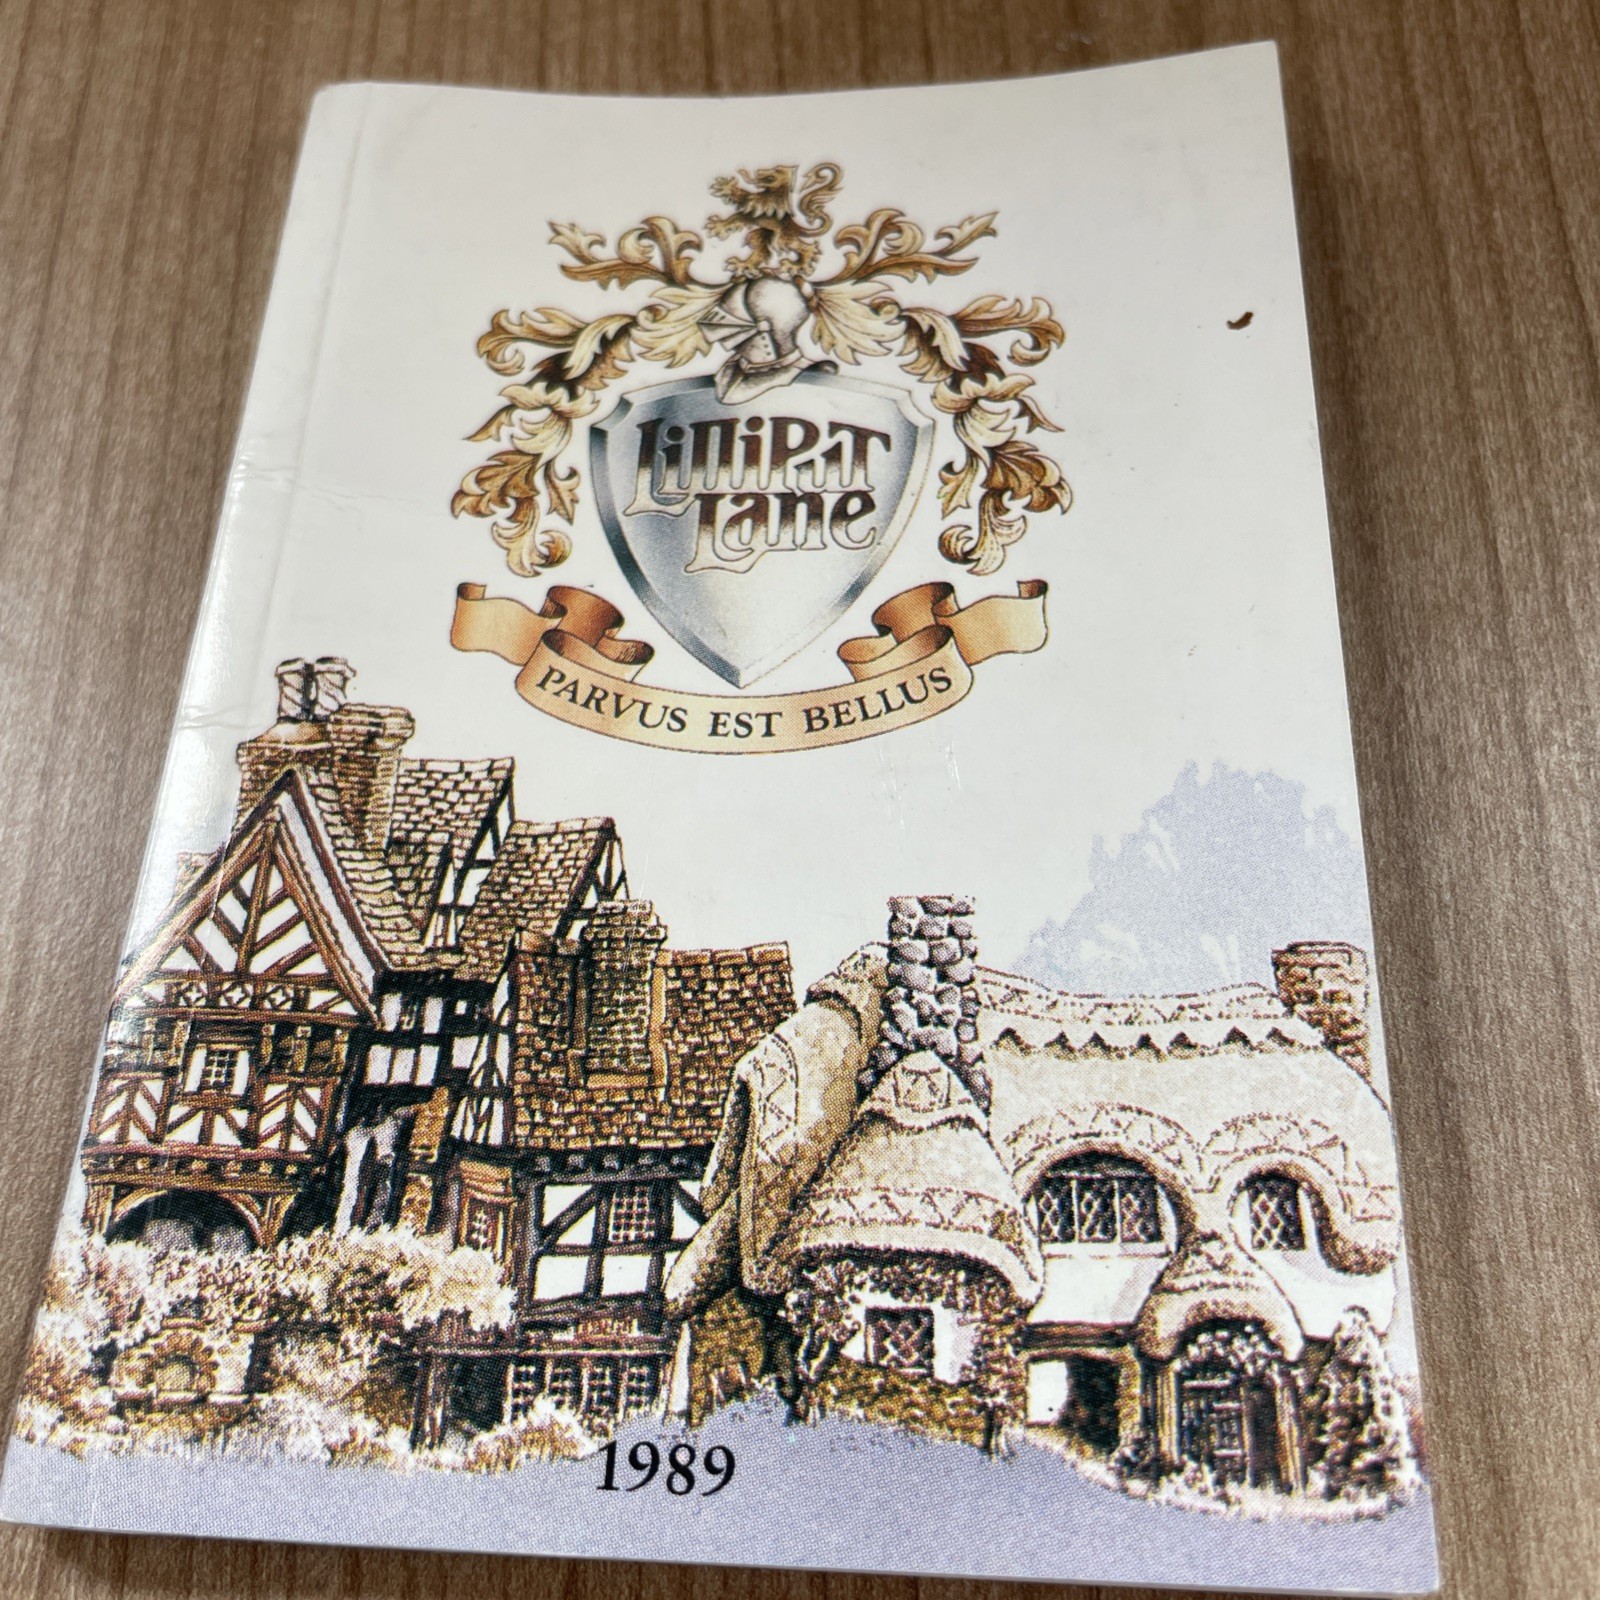 Lilliput
Lane
PARVUS EST BELLUS
1989